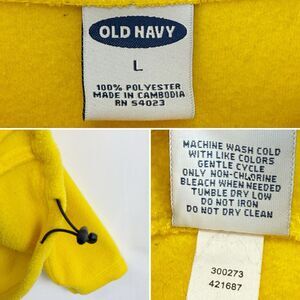 OLD NAVY
L
100% POLYESTER
MADE IN CAMBODIA
RN 54023
MACHINE WASH COLD
WITH LIKE COLORS
GENTLE CYCLE
ONLY NON-CHLORINE
BLEACH WHEN NEEDED
TUMBLE DRY LOW
DO NOT IRON
DO NOT DRY CLEAN
300273
421687